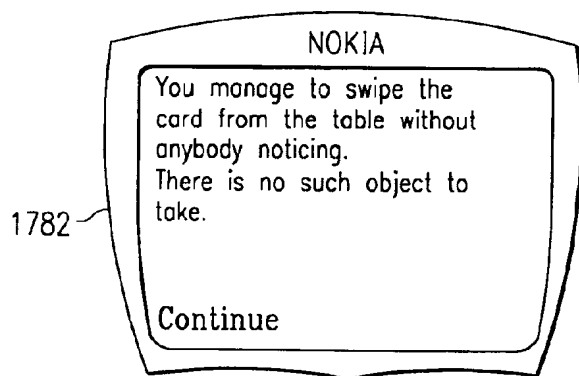 NOKIA
You manage to swipe the
card from the table without
anybody noticing.
There is no such object to
take.
1782
Continue